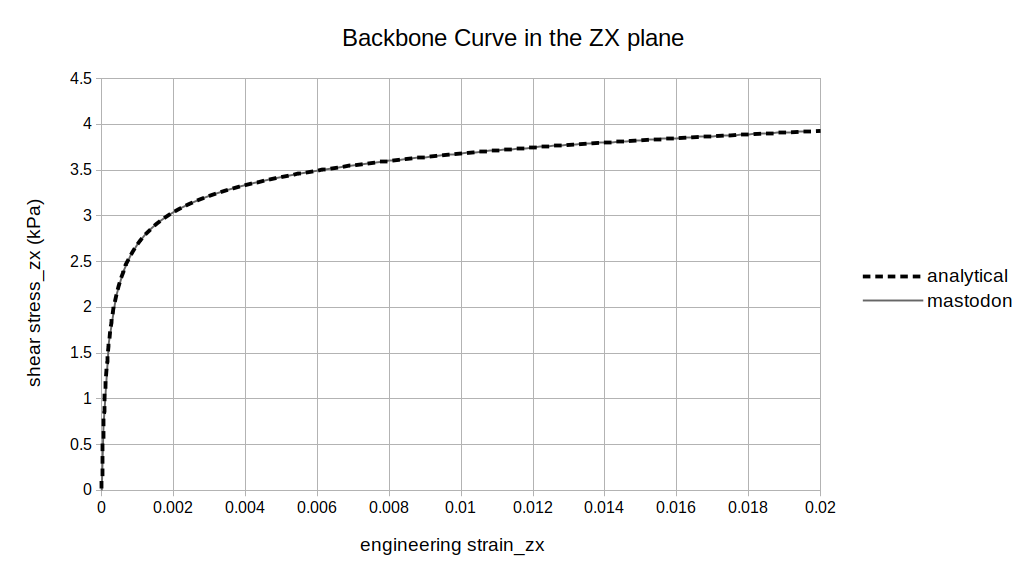 Backbone Curve in the ZX plane
4.5
4
3.5
3
2.5
2
1.5
1
0.5
0
shear stress_zx (kPa)
0 0.002 0.004 0.006 0.008 0.01 0.012 0.014 0.016 0.018 0.02
engineering strain_zx
analytical
mastodon